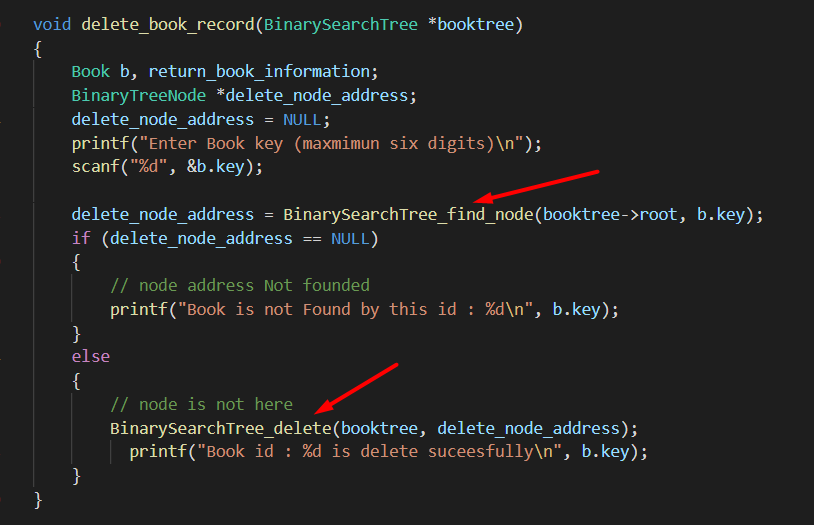 void delete_book_record(BinarySearchTree *booktree)
{
Book b, return_book_information;
BinaryTreeNode *delete_node_address;
delete_node_address = NULL;
printf("Enter Book key (maxmimun six digits)\n");
scanf("%d", &b.key);
delete_node_address = BinarySearchTree_find_node(booktree->root, b.key);
if (delete_node_address == NULL)
{
// node address Not founded
printf("Book is not Found by this id : %d\n", b.key);
}
else
{
// node is not here
BinarySearchTree_delete(booktree, delete_node_address);
printf("Book id : %d is delete suceesfully\n", b.key);
}
}